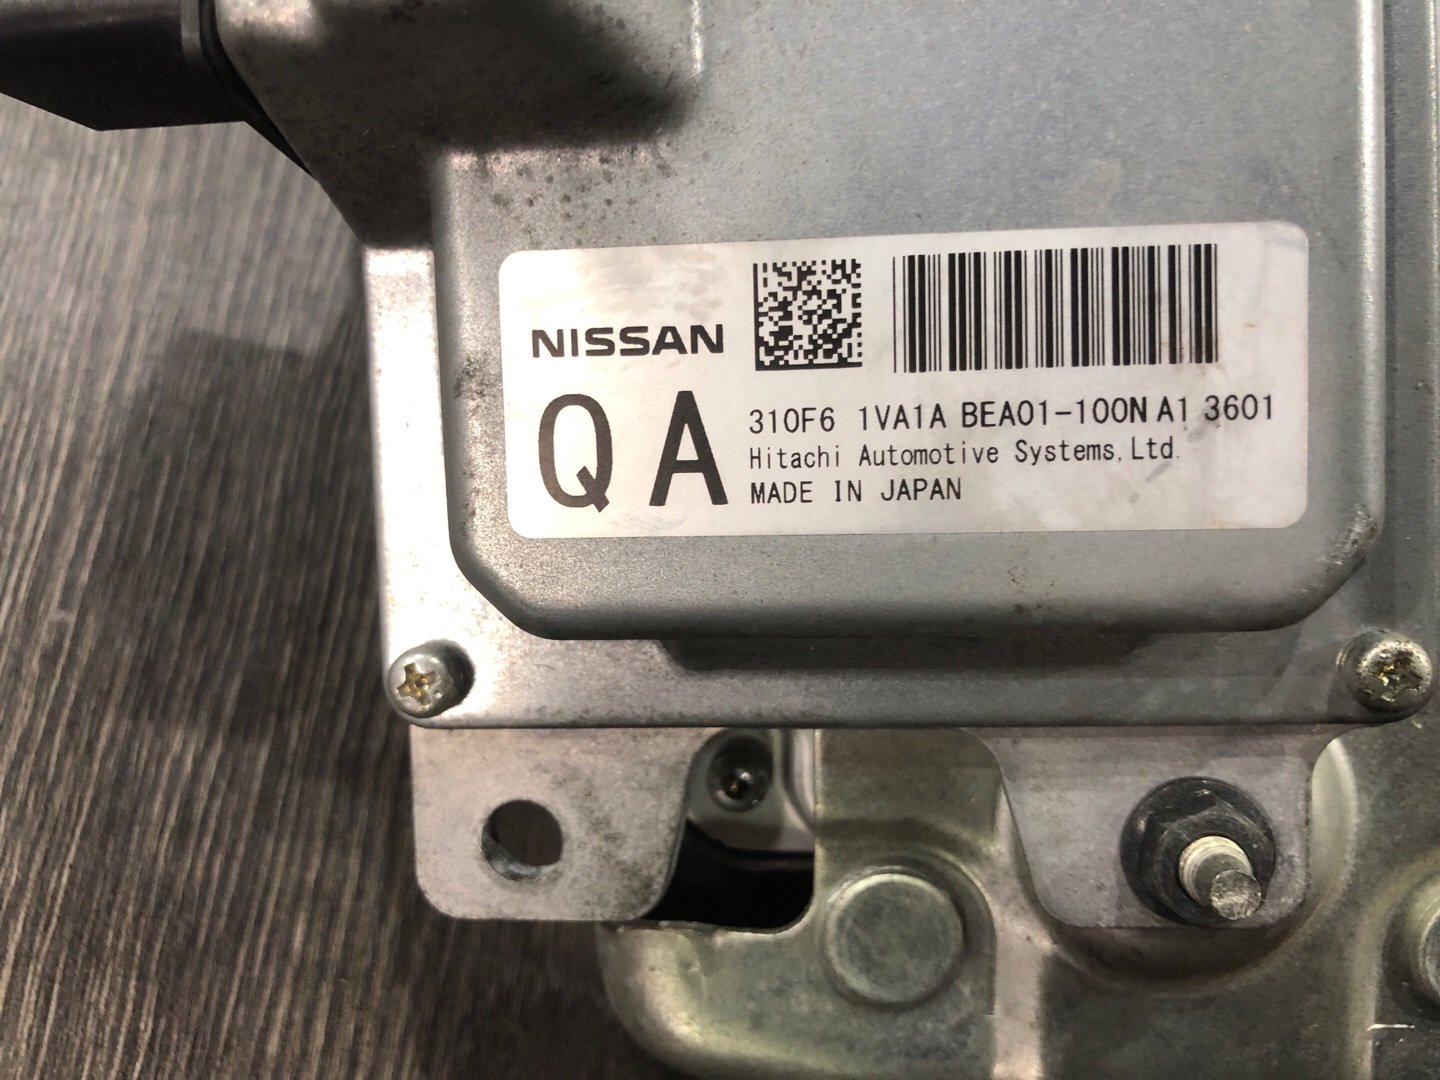 NISSAN
QA
310F6 1VA1A BEA01-100N A1 3601
Hitachi Automotive Systems,Ltd.
MADE IN JAPAN